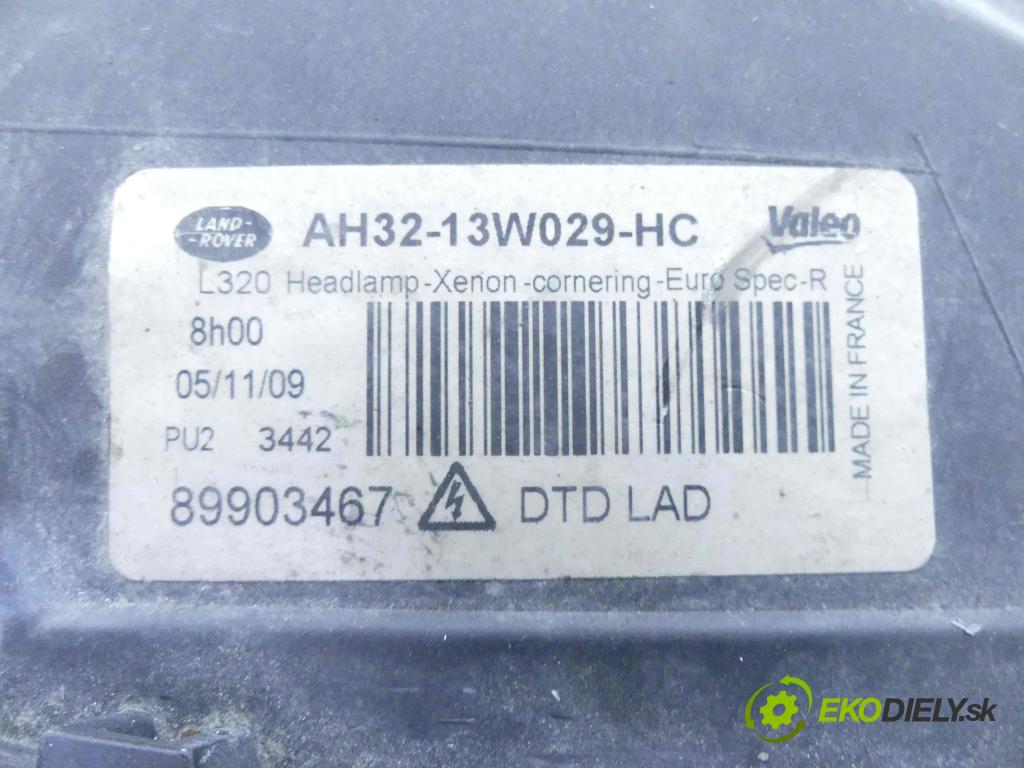 LAND-
-ROVER
AH32-13W029-HC
Valeo
L320 Headlamp-Xenon-cornering-Euro Spec-R
8h00
05/11/09
PU2 3442
89903467 DTD LAD
MADE IN FRANCE
EKODIELY.sk